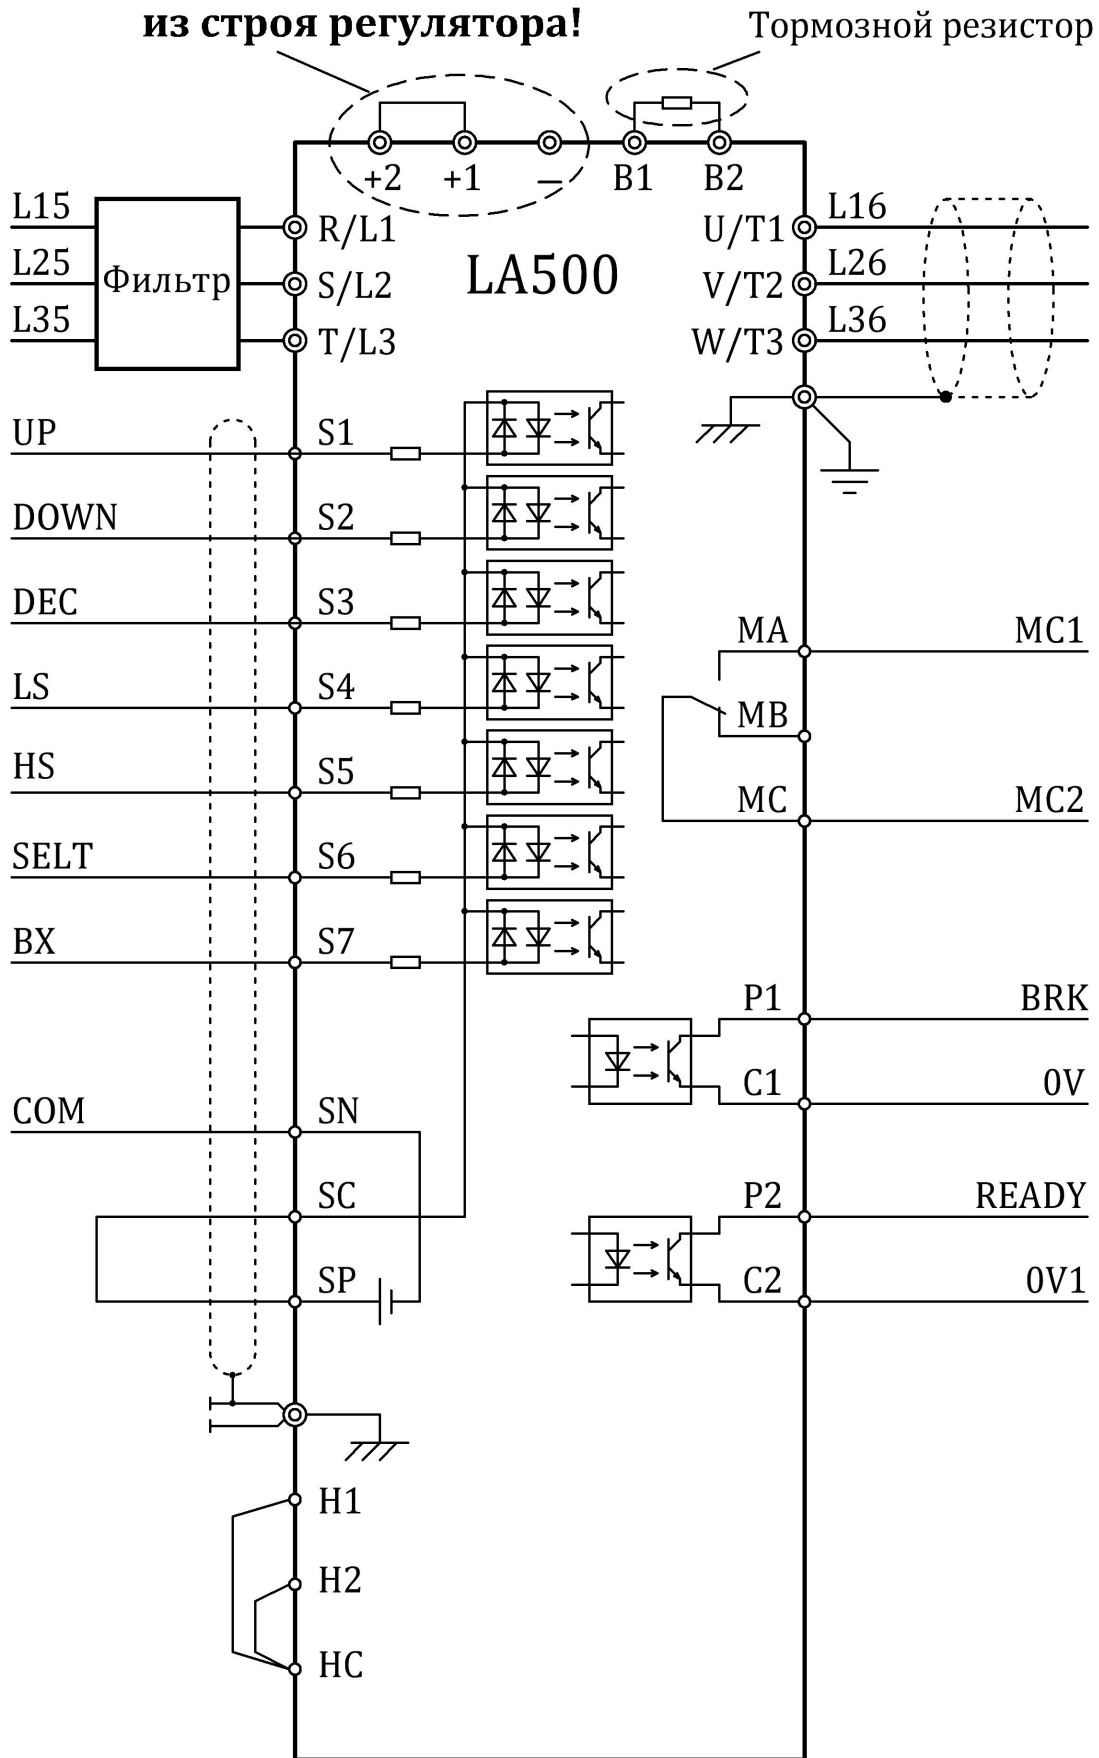 из строя регулятора!
Тормозной резистор
+2 +1 – B1 B2
L15 R/L1 U/T1 L16
LA500
L25 Фильтр S/L2 V/T2 L26
L35 T/L3 W/T3 L36
UP S1
DOWN S2
DEC S3
MA MC1
LS S4
MB
HS S5
MC MC2
SELT S6
BX S7
P1 BRK
C1 0V
COM SN
SC P2 READY
SP C2 0V1
H1
H2
HC